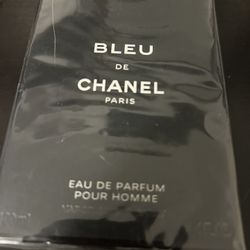 BLEU
DE
CHANEL
PARIS
EAU DE PARFUM
POUR HOMME